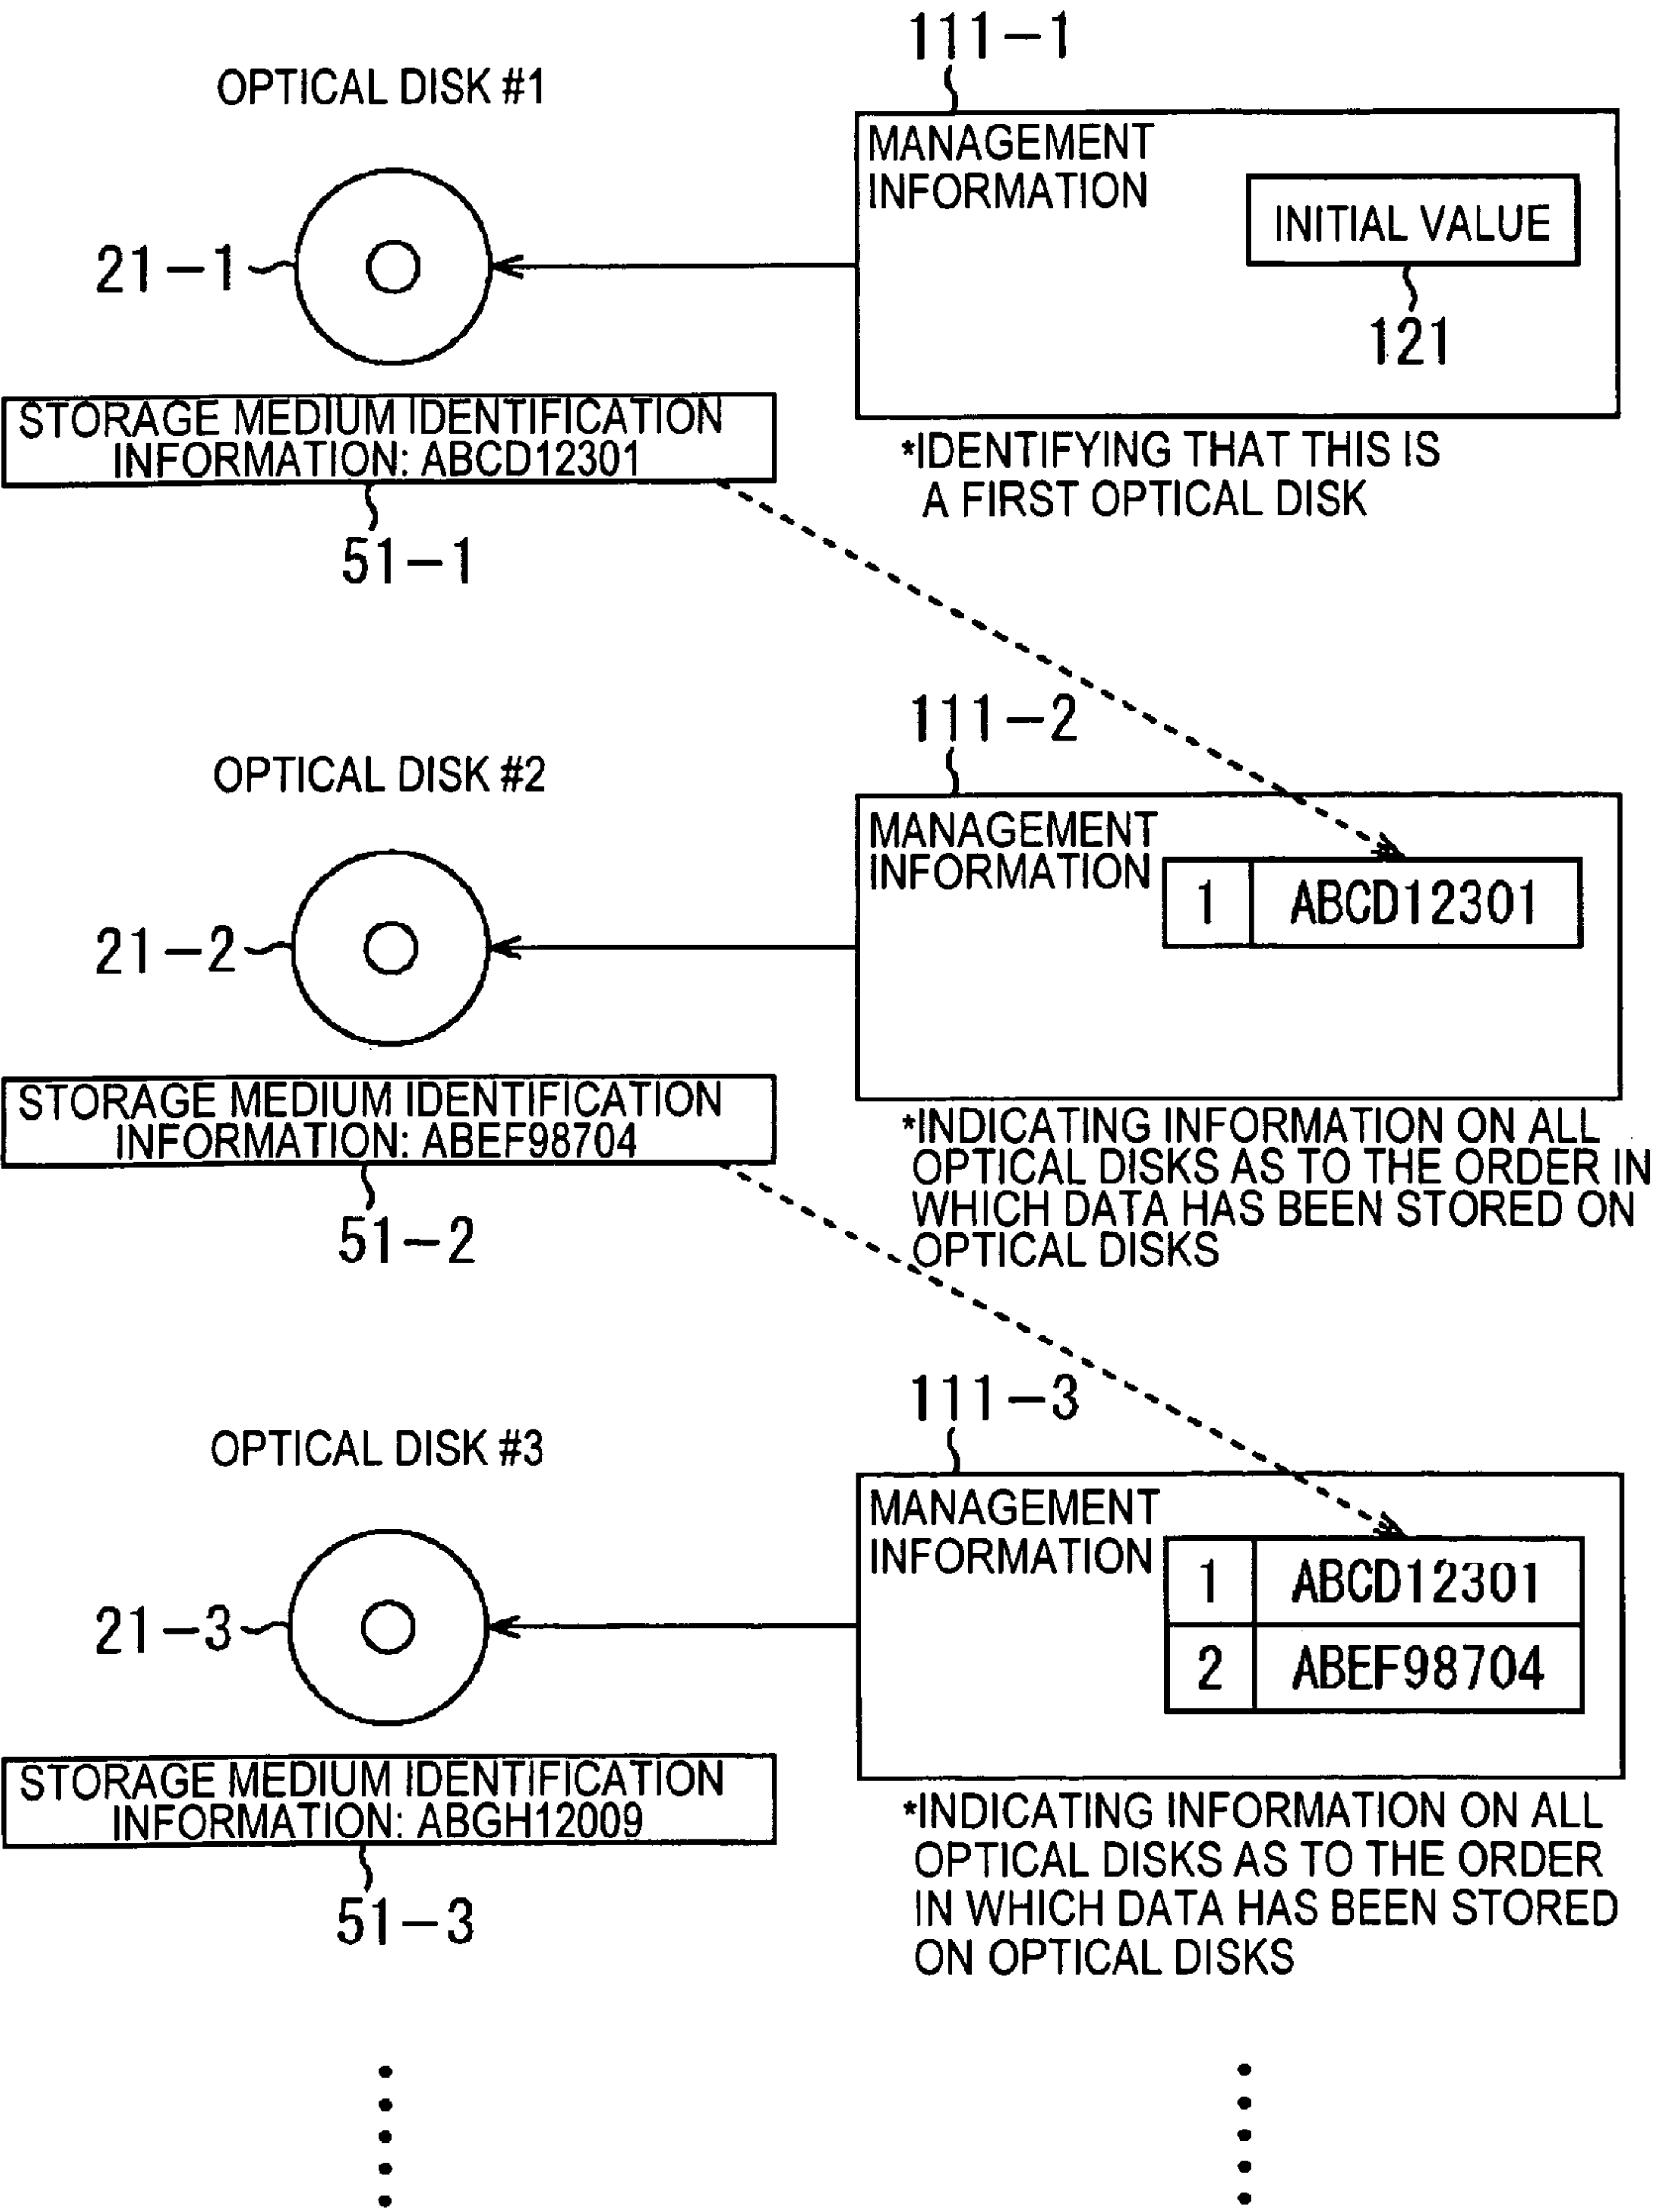 111-1
OPTICAL DISK #1
MANAGEMENT
INFORMATION
INITIAL VALUE
21-1
121
STORAGE MEDIUM IDENTIFICATION
INFORMATION: ABCD12301
*IDENTIFYING THAT THIS IS
A FIRST OPTICAL DISK
51-1
111-2
OPTICAL DISK #2
MANAGEMENT
INFORMATION
1 ABCD12301
21-2
STORAGE MEDIUM IDENTIFICATION
INFORMATION: ABEF98704
*INDICATING INFORMATION ON ALL
OPTICAL DISKS AS TO THE ORDER IN
WHICH DATA HAS BEEN STORED ON
OPTICAL DISKS
51-2
111-3
OPTICAL DISK #3
MANAGEMENT
INFORMATION
1 ABCD12301
2 ABEF98704
21-3
STORAGE MEDIUM IDENTIFICATION
INFORMATION: ABGH12009
*INDICATING INFORMATION ON ALL
OPTICAL DISKS AS TO THE ORDER
IN WHICH DATA HAS BEEN STORED
ON OPTICAL DISKS
51-3